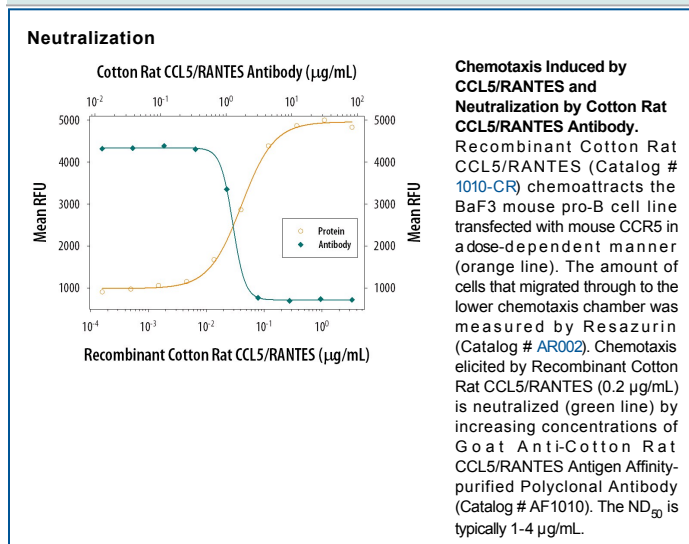 Neutralization
Cotton Rat CCL5/RANTES Antibody (µg/mL)
10-2 10-1 100 101 102
5000 5000
4000 4000
3000 3000
2000 2000
1000 1000
Mean RFU
Mean RFU
Protein
Antibody
10-4 10-3 10-2 10-1 100
Recombinant Cotton Rat CCL5/RANTES (µg/mL)
Chemotaxis Induced by
CCL5/RANTES and
Neutralization by Cotton Rat
CCL5/RANTES Antibody.
Recombinant Cotton Rat
CCL5/RANTES (Catalog #
1010-CR) chemoattracts the
BaF3 mouse pro-B cell line
transfected with mouse CCR5 in
a dose-dependent manner
(orange line). The amount of
cells that migrated through to the
lower chemotaxis chamber was
measured by Resazurin
(Catalog # AR002). Chemotaxis
elicited by Recombinant Cotton
Rat CCL5/RANTES (0.2 µg/mL)
is neutralized (green line) by
increasing concentrations of
Goat Anti-Cotton Rat
CCL5/RANTES Antigen Affinity-
purified Polyclonal Antibody
(Catalog # AF1010). The ND50 is
typically 1-4 µg/mL.